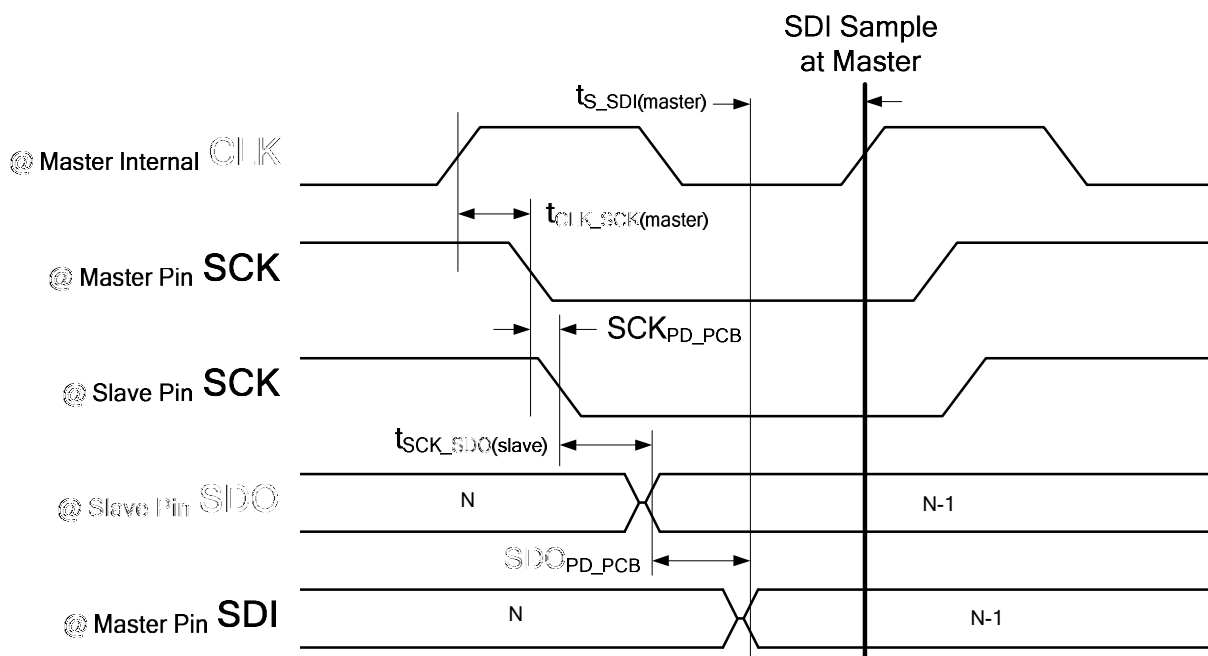 SDI Sample
at Master
tS_SDI(master)
@ Master Internal CLK
tCLK_SCK(master)
@ Master Pin SCK
SCKPD_PCB
@ Slave Pin SCK
tSCK_SDO(slave)
@ Slave Pin SDO
N
N-1
SDOPD_PCB
@ Master Pin SDI
N
N-1